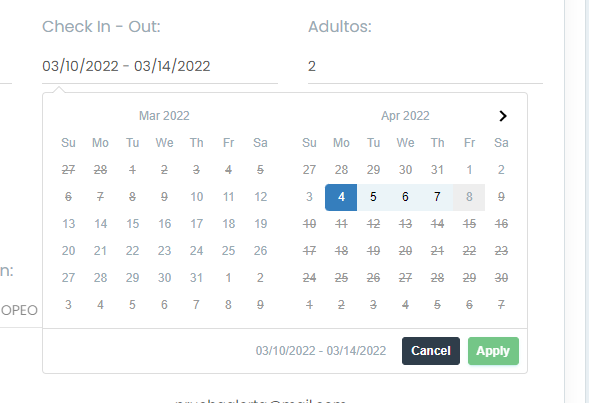 Check In - Out:
Adultos:
03/10/2022 - 03/14/2022
2
Mar 2022
Apr 2022
Su Mo Tu We Th Fr Sa
Su Mo Tu We Th Fr Sa
27 28 1 2 3 4 5
27 28 29 30 31 1 2
6 7 8 9 10 11 12
3 4 5 6 7 8 9
13 14 15 16 17 18 19
10 11 12 13 14 15 16
20 21 22 23 24 25 26
17 18 19 20 21 22 23
27 28 29 30 31 1 2
24 25 26 27 28 29 30
3 4 5 6 7 8 9
1 2 3 4 5 6 7
n:
OPEO
03/10/2022 - 03/14/2022
Cancel
Apply